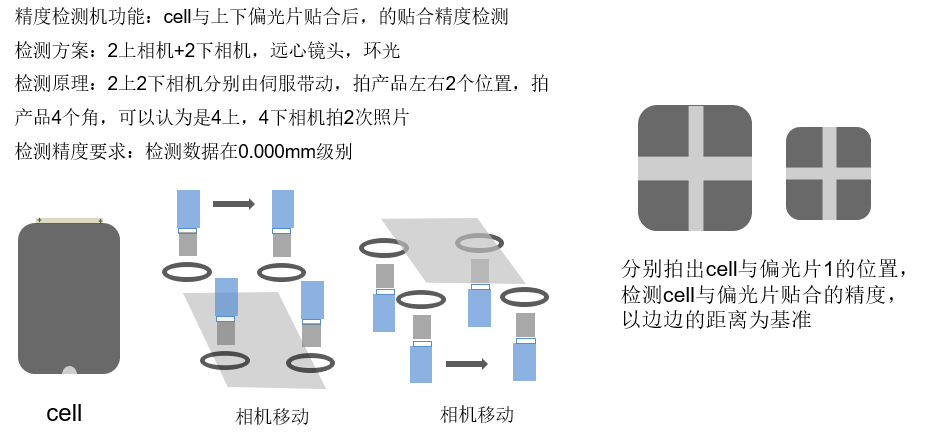 精度检测机功能：cell与上下偏光片贴合后，的贴合精度检测
检测方案：2上相机+2下相机，远心镜头，环光
检测原理：2上2下相机分别由伺服带动，拍产品左右2个位置，拍
产品4个角，可以认为是4上，4下相机拍2次照片
检测精度要求：检测数据在0.000mm级别
分别拍出cell与偏光片1的位置，
检测cell与偏光片贴合的精度，
以边边的距离为基准
cell
相机移动
相机移动